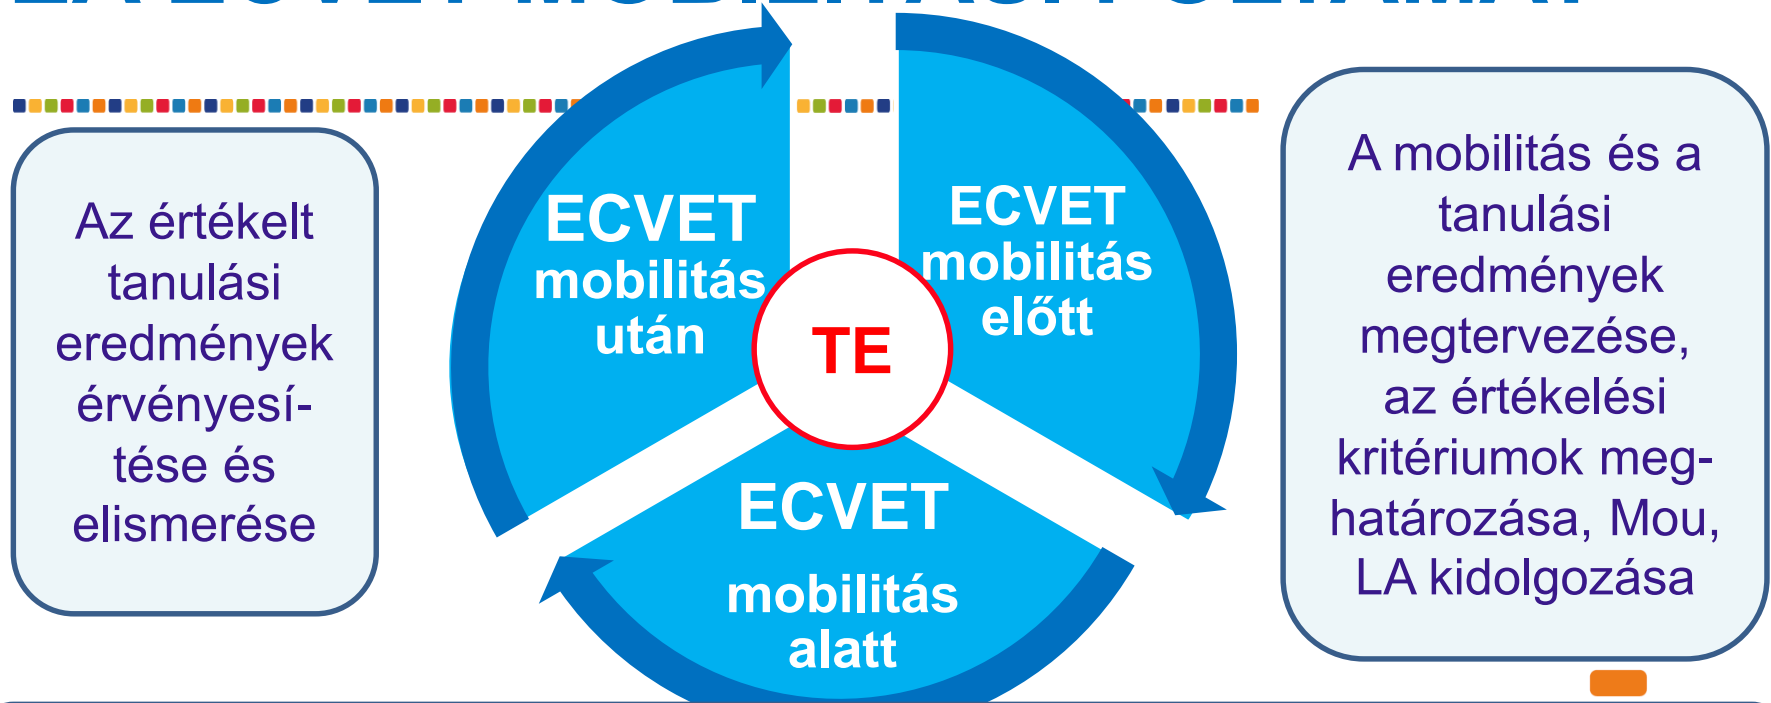 Az értékelt
tanulási
eredmények
érvényesí-
tése és
elismerése
ECVET
mobilitás
után
ECVET
mobilitás
előtt
TE
ECVET
mobilitás
alatt
A mobilitás és a
tanulási
eredmények
megtervezése,
az értékelési
kritériumok meg-
határozása, Mou,
LA kidolgozása